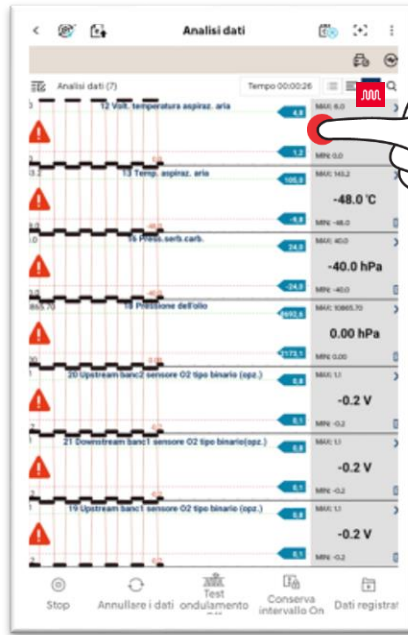 Analisi dati
Analisi dati (7)
Tempo 00:00:26
12 Volt. temperatura aspiraz. aria
4,8
MAX: 6.0
1,2
MIN: 0.0
13 Temp. aspiraz. aria
100,0
MAX: 143.2
-48.0 °C
-9,8
MIN: -48.0
16 Press.serb.carb.
24,0
MAX: 40.0
-40.0 hPa
-24,0
MIN: -40.0
18 Pressione dell'olio
8692,6
MAX: 10865.70
0.00 hPa
2173,1
MIN: 0.00
20 Upstream banc2 sensore O2 tipo binario (opz.)
0,8
MAX: 1.1
-0.2 V
0,1
MIN: -0.2
21 Downstream banc1 sensore O2 tipo binario(opz.)
0,8
MAX: 1.1
-0.2 V
0,1
MIN: -0.2
19 Upstream banc1 sensore O2 tipo binario (opz.)
0,8
MAX: 1.1
-0.2 V
0,1
MIN: -0.2
Stop
Annullare i dati
Test
ondulamento
Conserva
intervallo On
Dati registrat